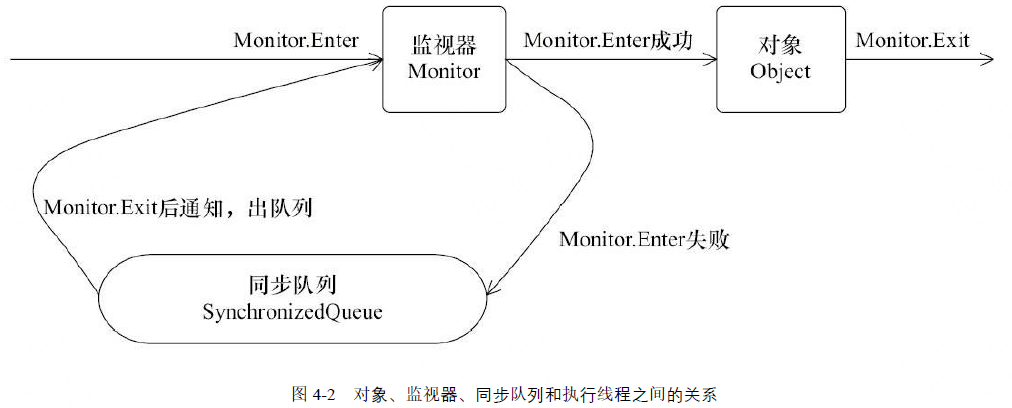 Monitor.Enter
监视器
Monitor
Monitor.Enter成功
对象
Object
Monitor.Exit
Monitor.Exit后通知，出队列
Monitor.Enter失败
同步队列
SynchronizedQueue
图 4-2 对象、监视器、同步队列和执行线程之间的关系